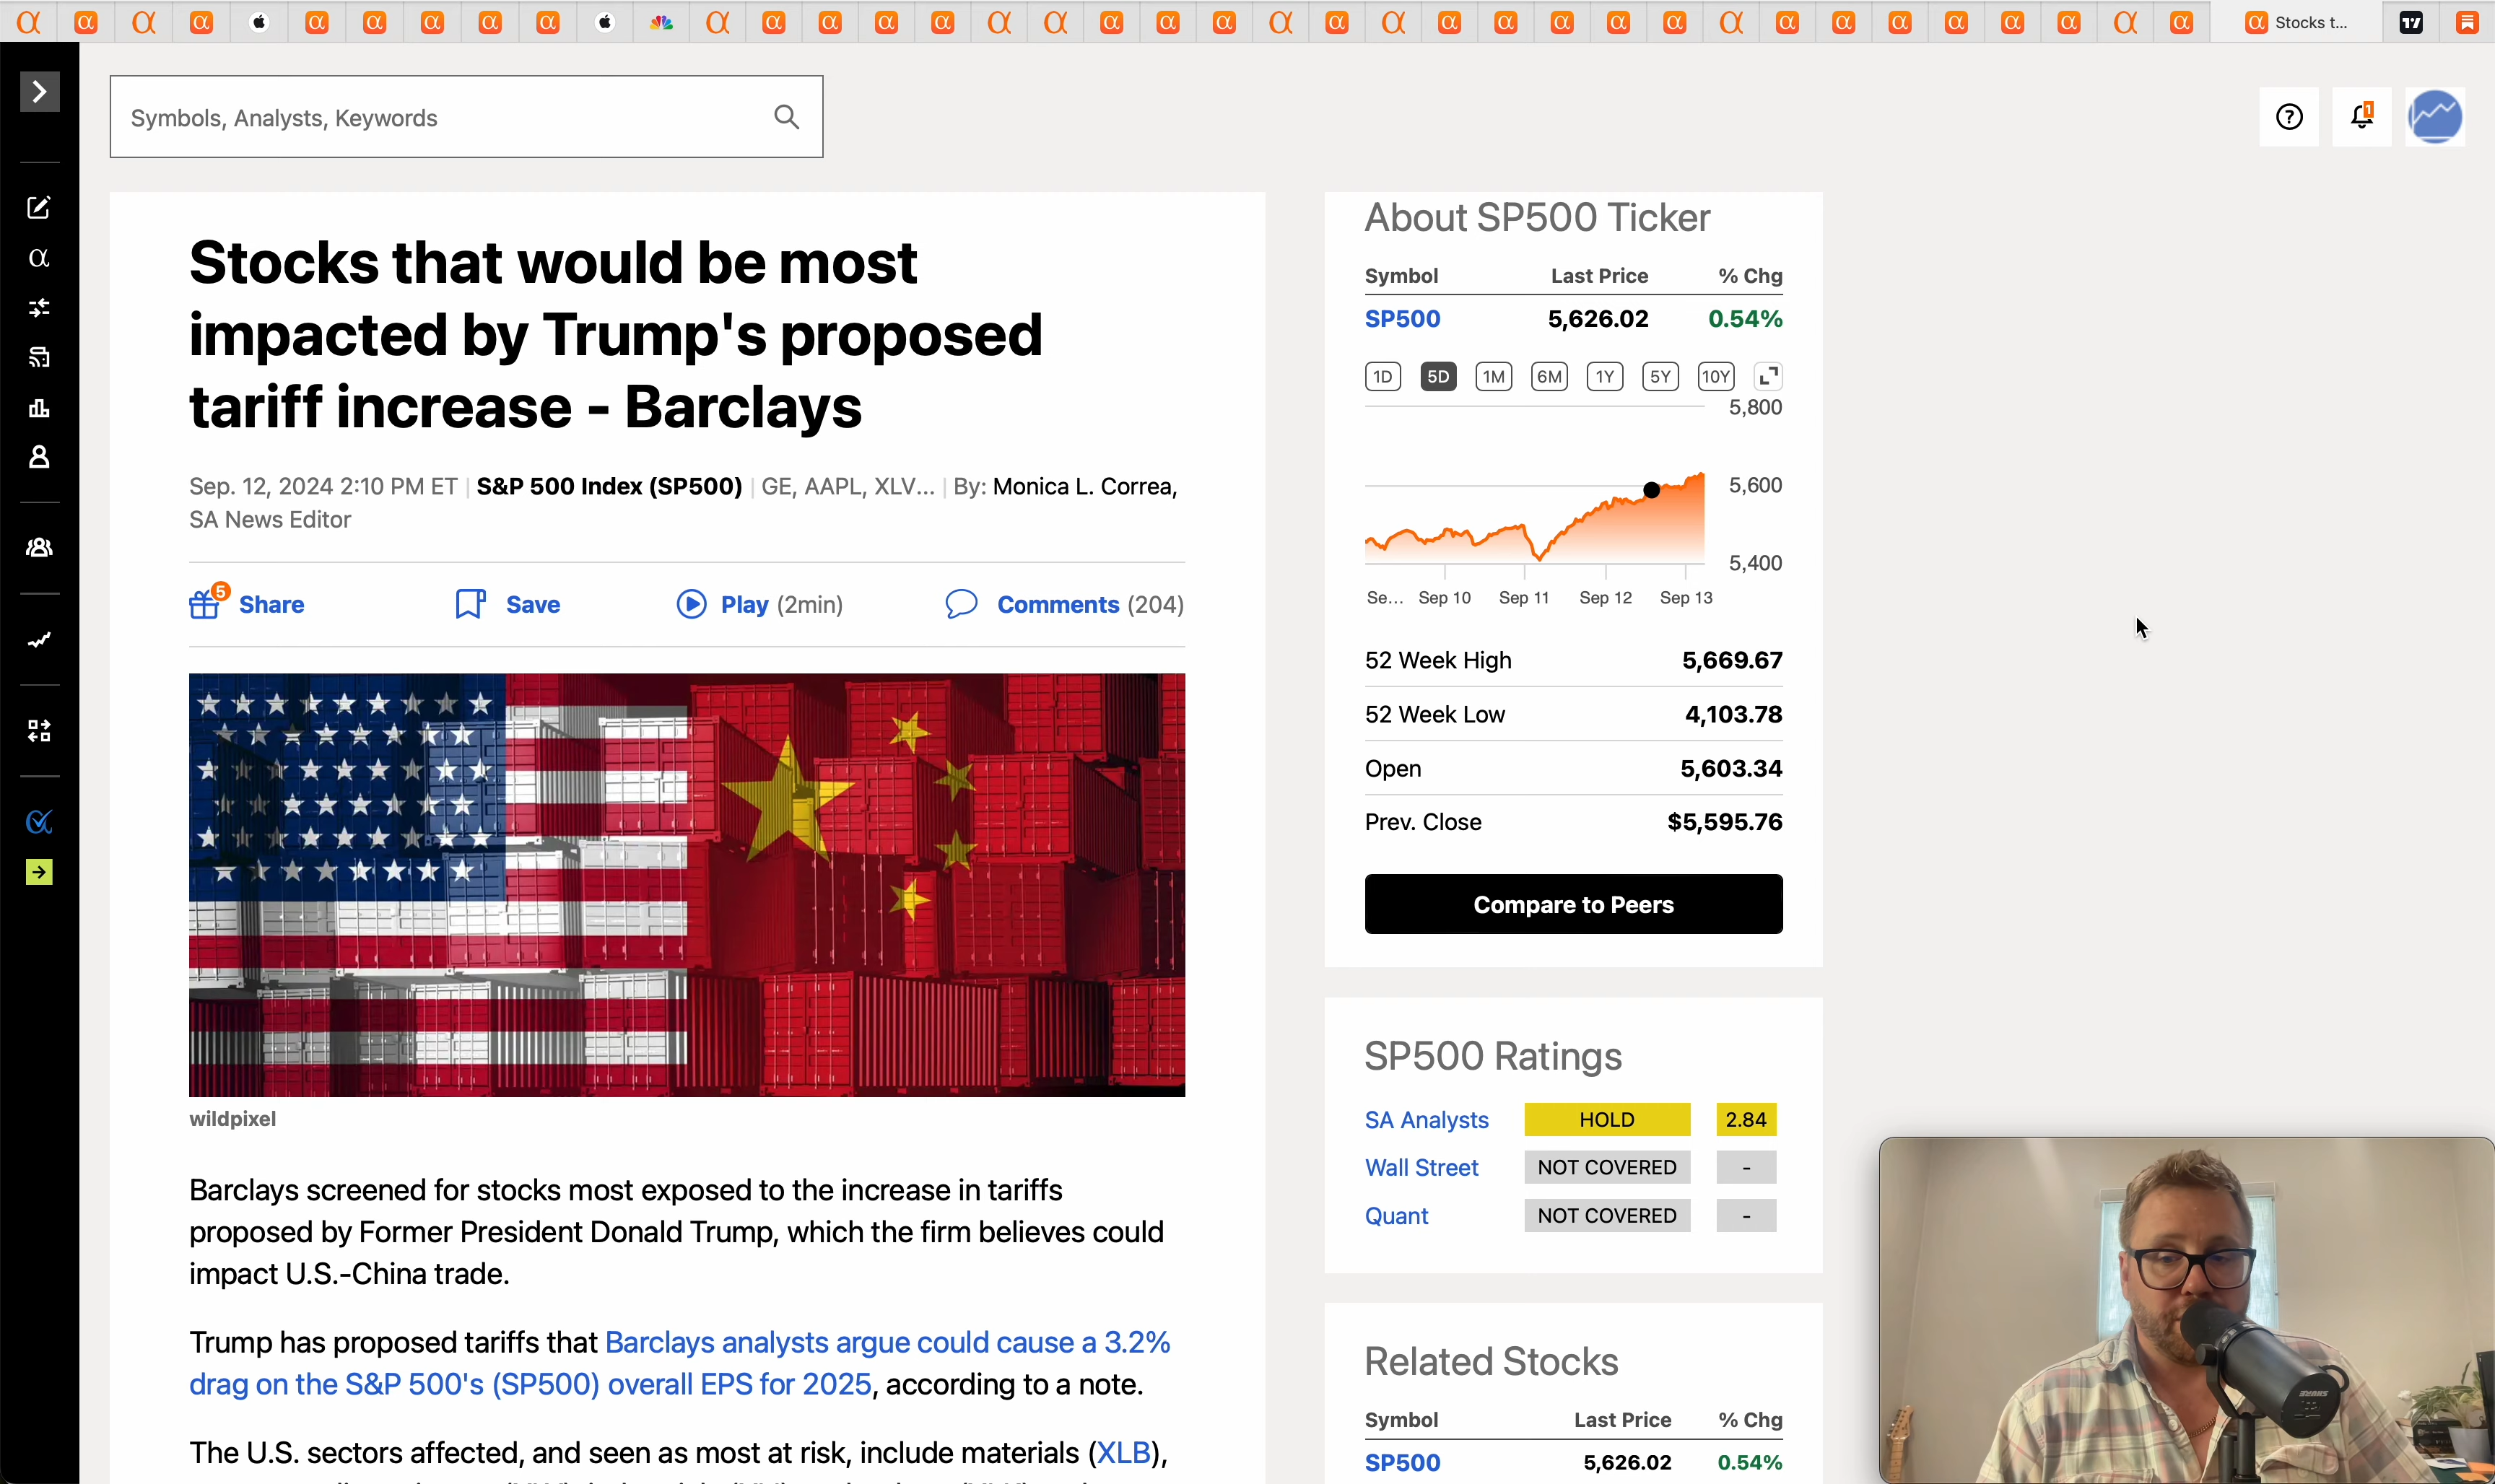 Stocks t...
Symbols, Analysts, Keywords
1
Stocks that would be most
impacted by Trump's proposed
tariff increase - Barclays
Sep. 12, 2024 2:10 PM ET | S&P 500 Index (SP500) | GE, AAPL, XLV... | By: Monica L. Correa,
SA News Editor
5 Share
Save
Play (2min)
Comments (204)
wildpixel
Barclays screened for stocks most exposed to the increase in tariffs
proposed by Former President Donald Trump, which the firm believes could
impact U.S.-China trade.
Trump has proposed tariffs that Barclays analysts argue could cause a 3.2%
drag on the S&P 500's (SP500) overall EPS for 2025, according to a note.
The U.S. sectors affected, and seen as most at risk, include materials (XLB),
About SP500 Ticker
Symbol Last Price % Chg
SP500 5,626.02 0.54%
1D 5D 1M 6M 1Y 5Y 10Y
5,800
5,600
5,400
Se... Sep 10 Sep 11 Sep 12 Sep 13
52 Week High 5,669.67
52 Week Low 4,103.78
Open 5,603.34
Prev. Close $5,595.76
Compare to Peers
SP500 Ratings
SA Analysts HOLD 2.84
Wall Street NOT COVERED -
Quant NOT COVERED -
Related Stocks
Symbol Last Price % Chg
SP500 5,626.02 0.54%